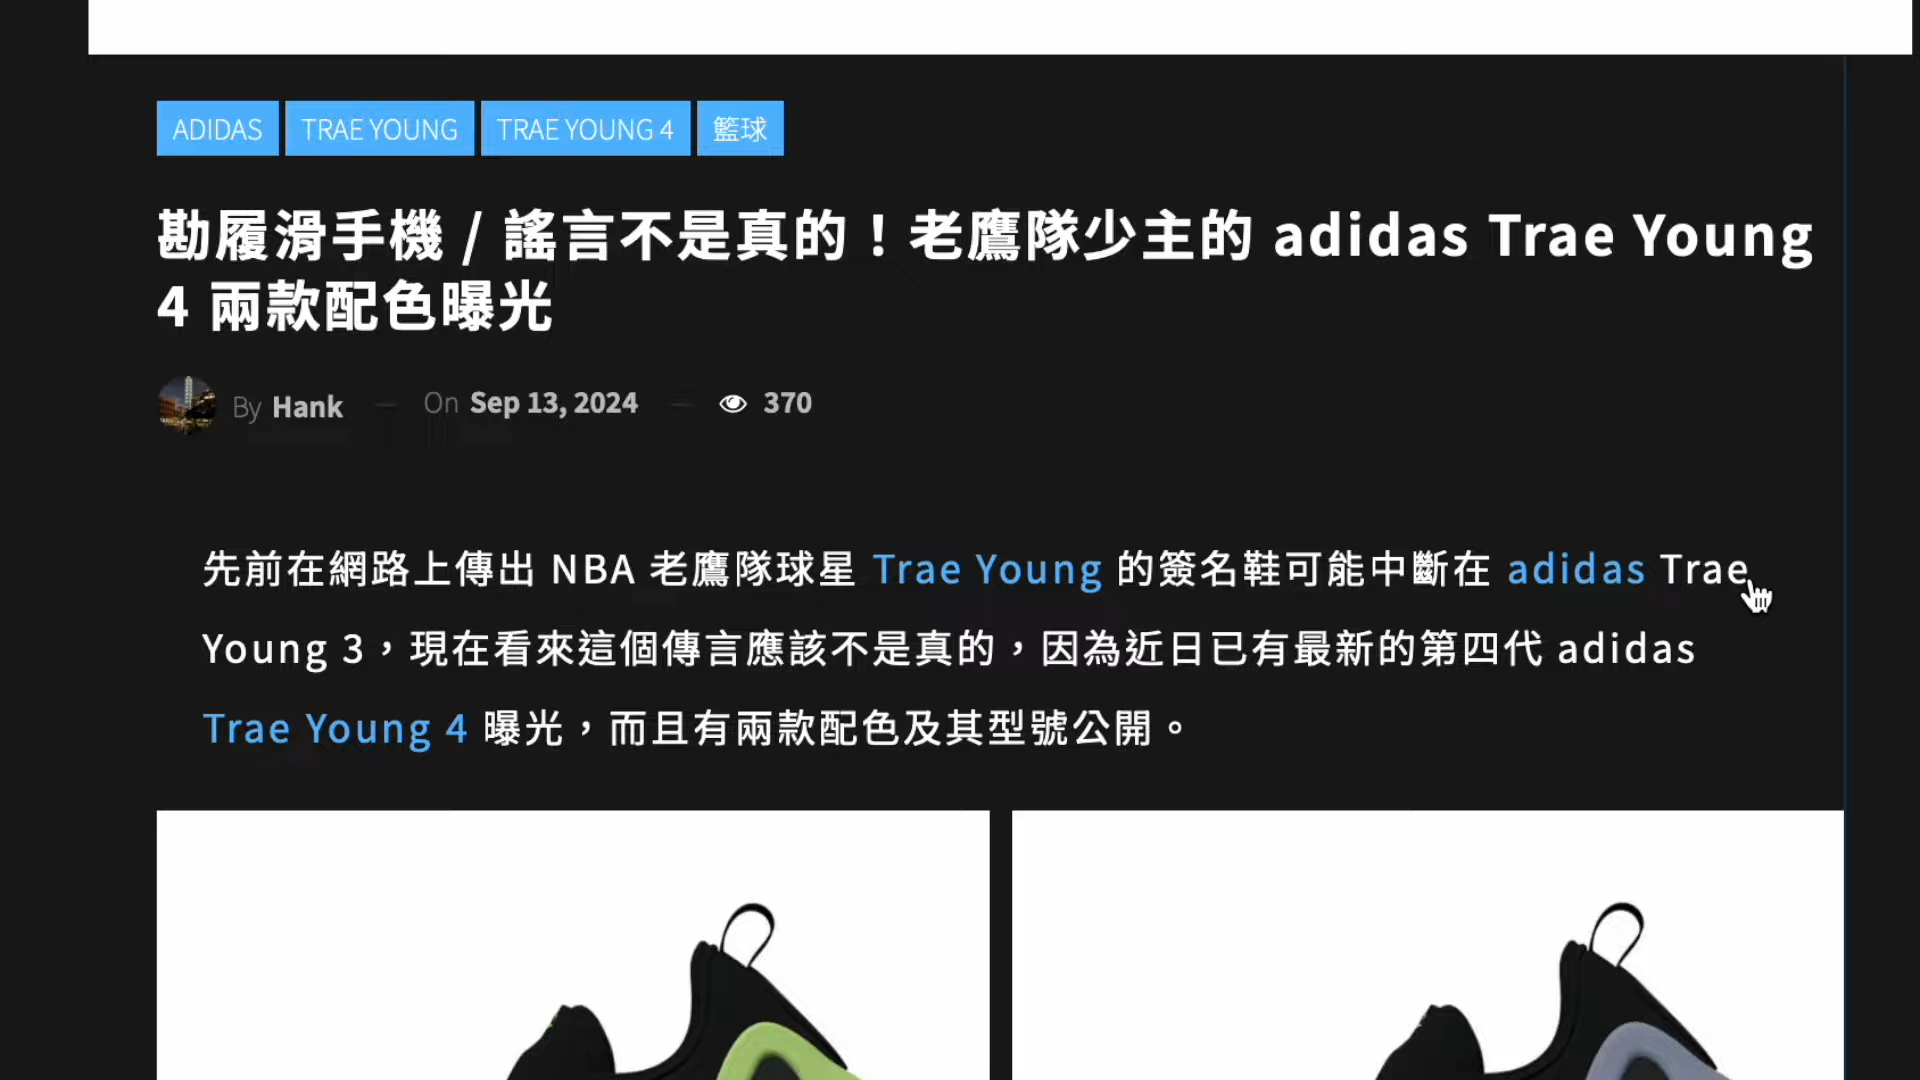 ADIDAS TRAE YOUNG TRAE YOUNG 4 籃球
勘履滑手機 / 謠言不是真的！老鷹隊少主的 adidas Trae Young
4 兩款配色曝光
By Hank — On Sep 13, 2024 — 370
先前在網路上傳出 NBA 老鷹隊球星 Trae Young 的簽名鞋可能中斷在 adidas Trae
Young 3，現在看來這個傳言應該不是真的，因為近日已有最新的第四代 adidas
Trae Young 4 曝光，而且有兩款配色及其型號公開。